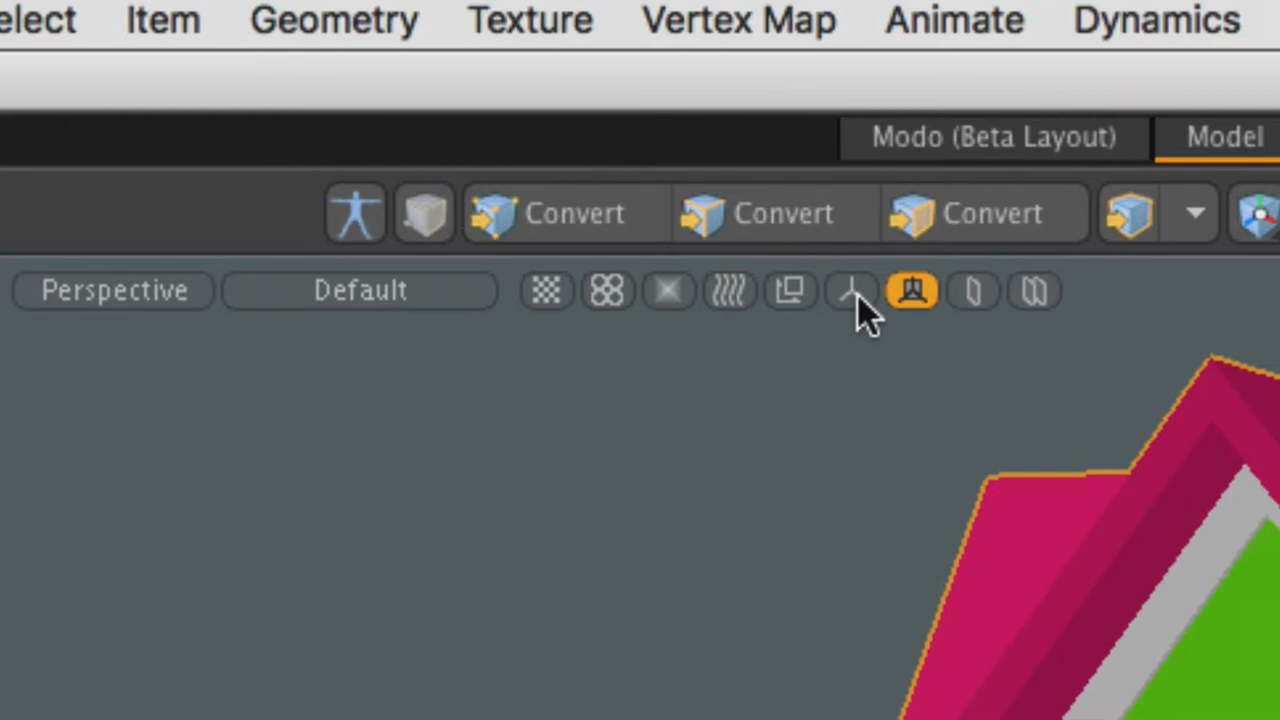 elect Item Geometry Texture Vertex Map Animate Dynamics
Modo (Beta Layout) Model
Convert Convert Convert
Perspective Default